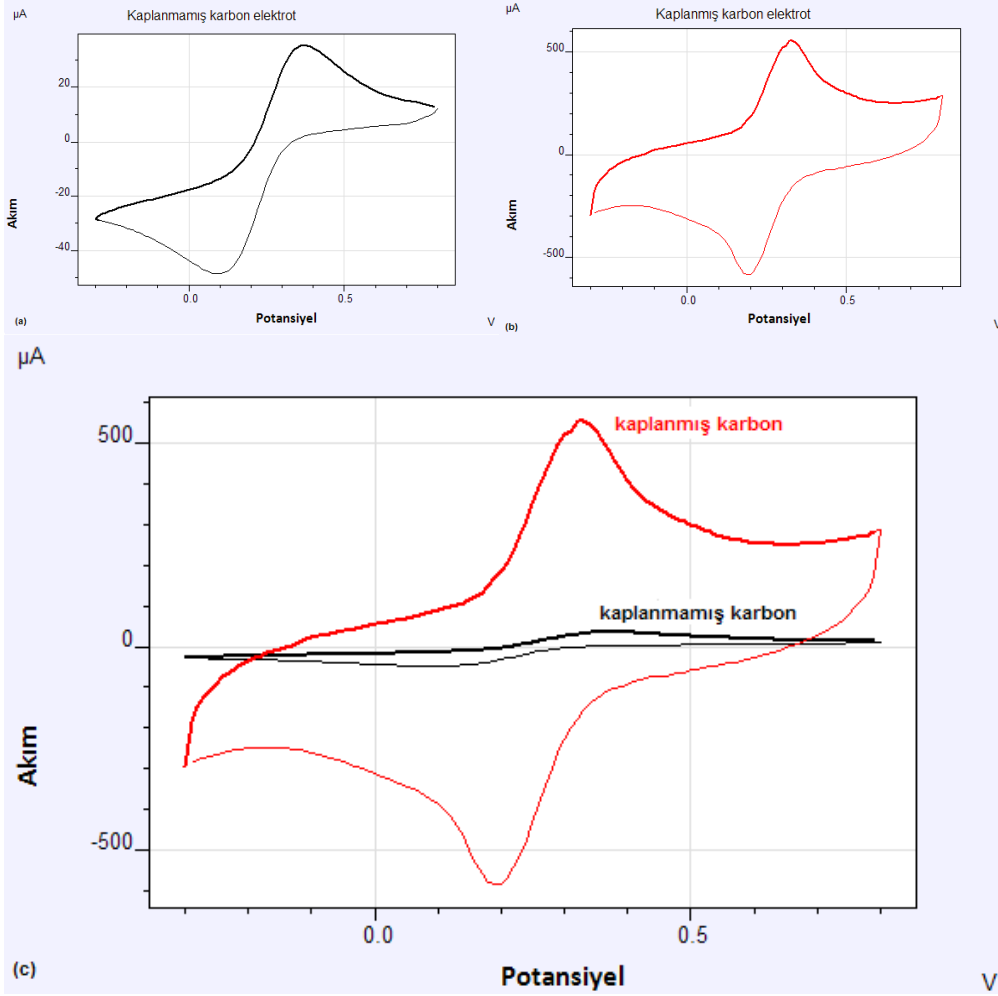 µA
Kaplanmamış karbon elektrot
20
0
-20
-40
Akım
0.0
0.5
Potansiyel
V
(a)
µA
Kaplanmış karbon elektrot
500
0
-500
Akım
0.0
0.5
Potansiyel
V
(b)
µA
kaplanmış karbon
kaplanmamış karbon
500
0
-500
Akım
0.0
0.5
Potansiyel
V
(c)